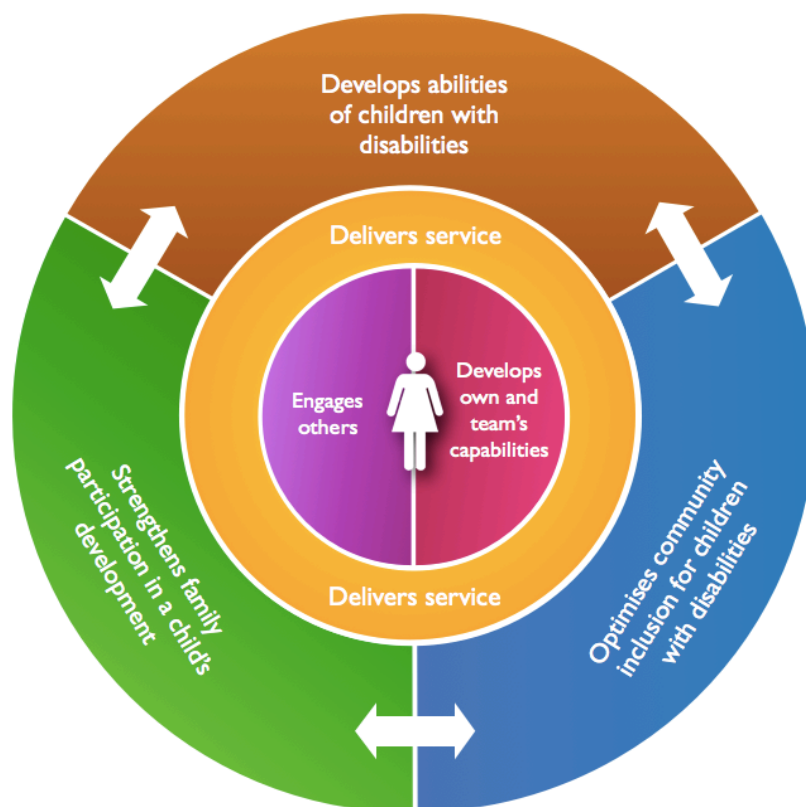 Develops abilities
of children with
disabilities
Delivers service
Engages
others
Develops
own and
team's
capabilities
Strengthens family
participation in a child's
development
Optimises community
inclusion for children
with disabilities
Delivers service